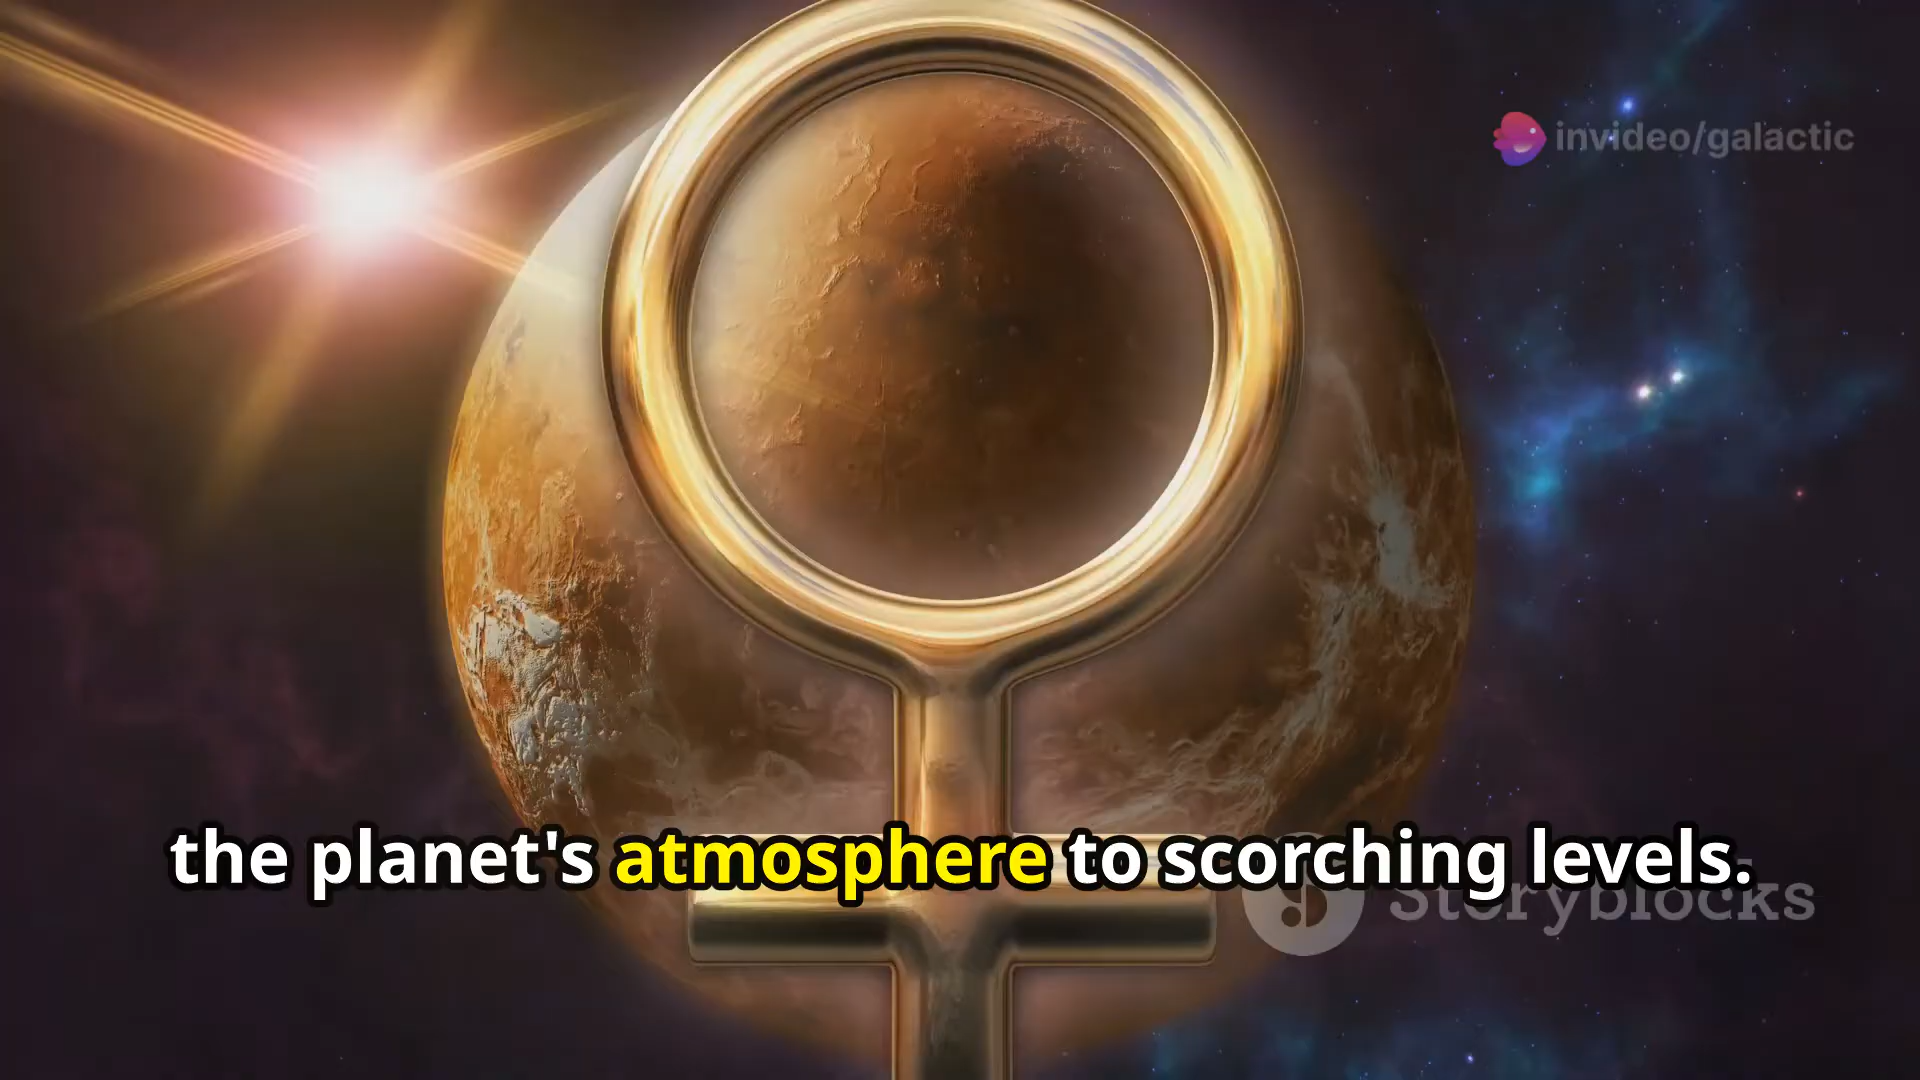 invideo/galactic
the planet's atmosphere to scorching levels.
Storyblocks